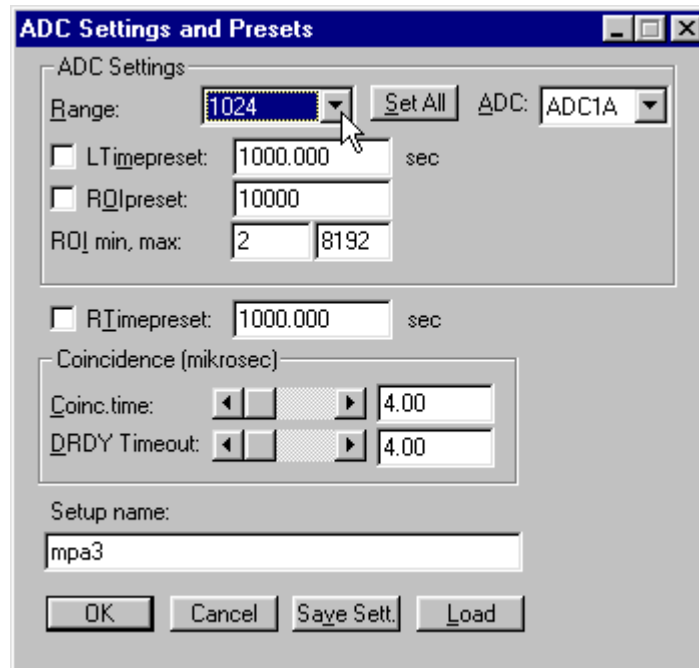 ADC Settings and Presets
ADC Settings
Range: 1024 Set All ADC: ADC1A
LTimepreset: 1000.000 sec
ROIpreset: 10000
ROI min, max: 2 8192
RTimepreset: 1000.000 sec
Coincidence (mikrosec)
Coinc.time: 4.00
DRDY Timeout: 4.00
Setup name:
mpa3
OK Cancel Save Sett. Load